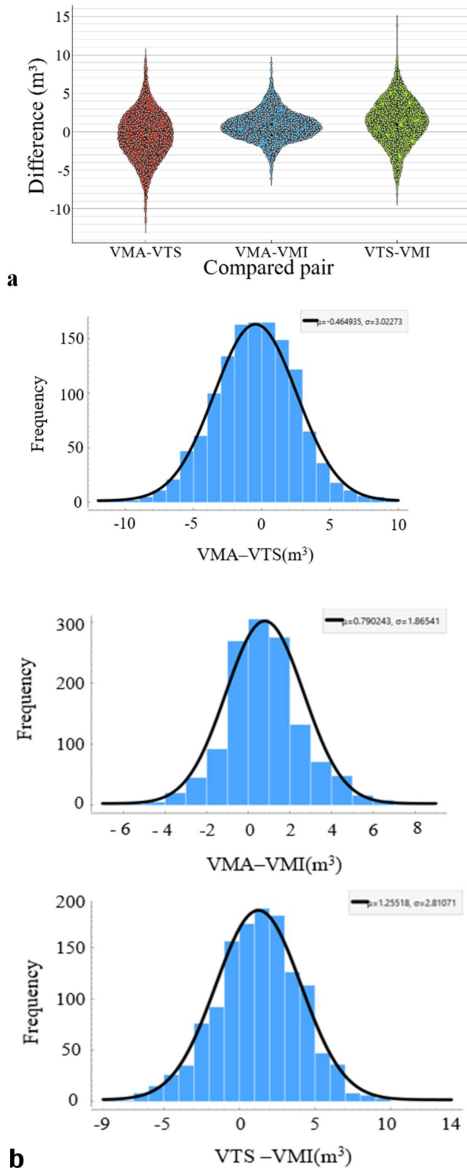 15
10
5
0
-5
-10
Difference (m³)
VMA-VTS VMA-VMI VTS-VMI
Compared pair
a
μ=-0.464935, σ=3.02273
150
100
50
0
Frequency
-10 -5 0 5 10
VMA–VTS(m³)
μ=0.790243, σ=1.86541
300
200
100
0
Frequency
- 6 - 4 -2 0 2 4 6 8
VMA–VMI(m³)
μ=1.25518, σ=2.81071
200
150
100
50
0
Frequency
-9 -5 0 5 10 14
VTS –VMI(m³)
b